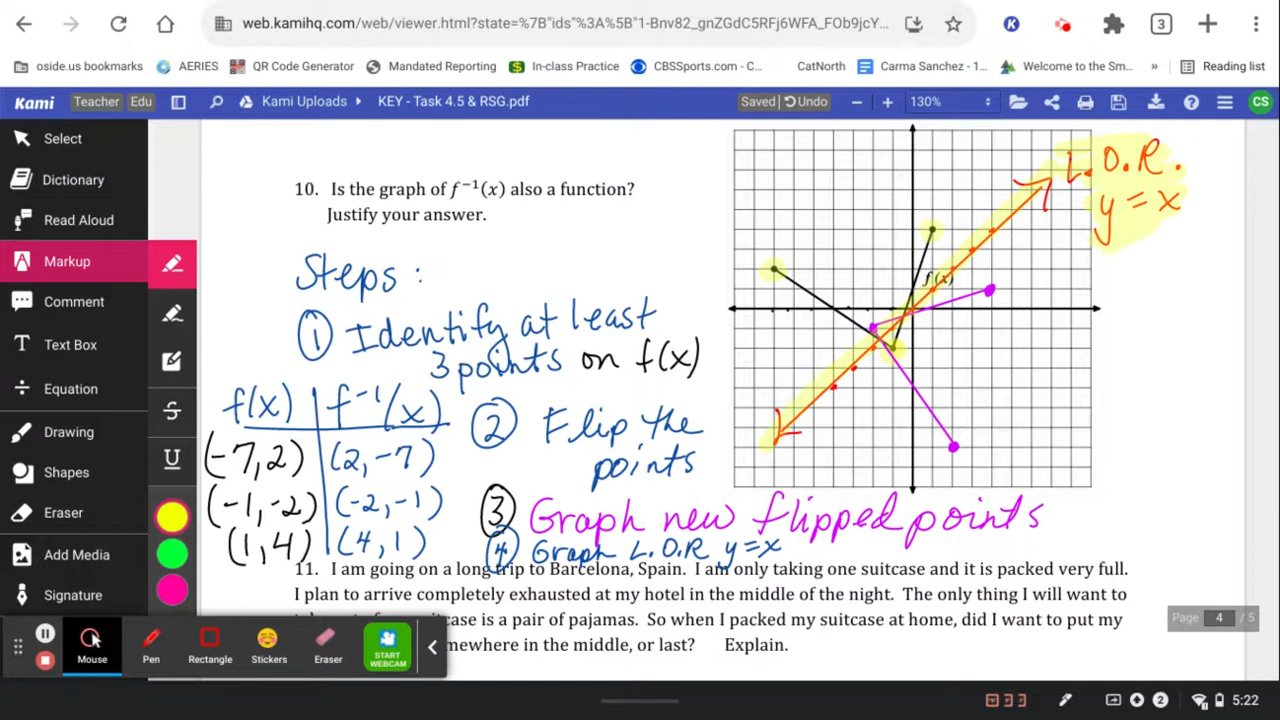 web.kamihq.com/web/viewer.html?state=%7B"ids"%3A%5B"1-Bnv82_gnZGdC5RFj6WFA_FOb9jcY...
3
oside.us bookmarks AERIES QR Code Generator Mandated Reporting In-class Practice CBSSports.com - C... CatNorth Carma Sanchez - 1... Welcome to the Sm... » Reading list
Kami Teacher Edu Kami Uploads KEY - Task 4.5 & RSG.pdf Saved Undo 130% CS
Select
Dictionary
Read Aloud
Markup
Comment
Text Box
Equation
Drawing
Shapes
Eraser
Add Media
Signature
10. Is the graph of f⁻¹(x) also a function?
Justify your answer.
L.O.R.
y = x
f(x)
Steps :
① Identify at least
3 points on f(x)
f(x) | f⁻¹(x)
(-7,2) (2,-7)
(-1,-2) (-2,-1)
(1,4) (4,1)
② Flip the
points
③ Graph new flipped points
④ Graph L.O.R y=x
11. I am going on a long trip to Barcelona, Spain. I am only taking one suitcase and it is packed very full.
I plan to arrive completely exhausted at my hotel in the middle of the night. The only thing I will want to
case is a pair of pajamas. So when I packed my suitcase at home, did I want to put my
mewhere in the middle, or last? Explain.
Page 4 / 5
Mouse Pen Rectangle Stickers Eraser START WEBCAM
2 5:22